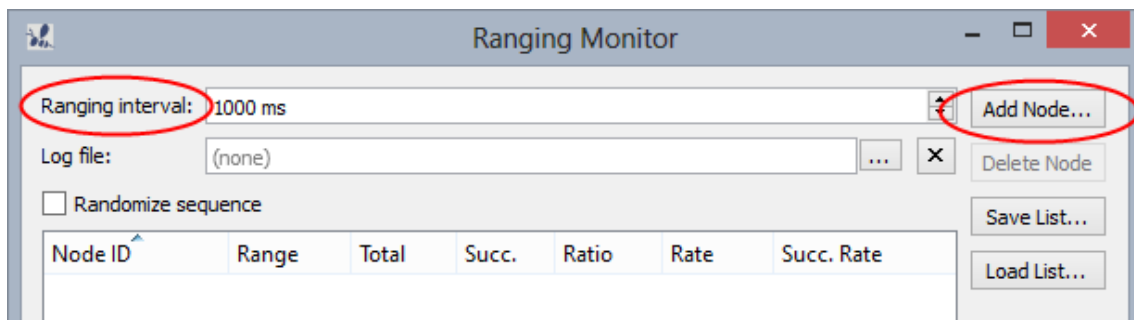 Ranging Monitor
Ranging interval: 1000 ms Add Node...
Log file: (none) ... Delete Node
Randomize sequence
Save List...
Node ID Range Total Succ. Ratio Rate Succ. Rate
Load List...